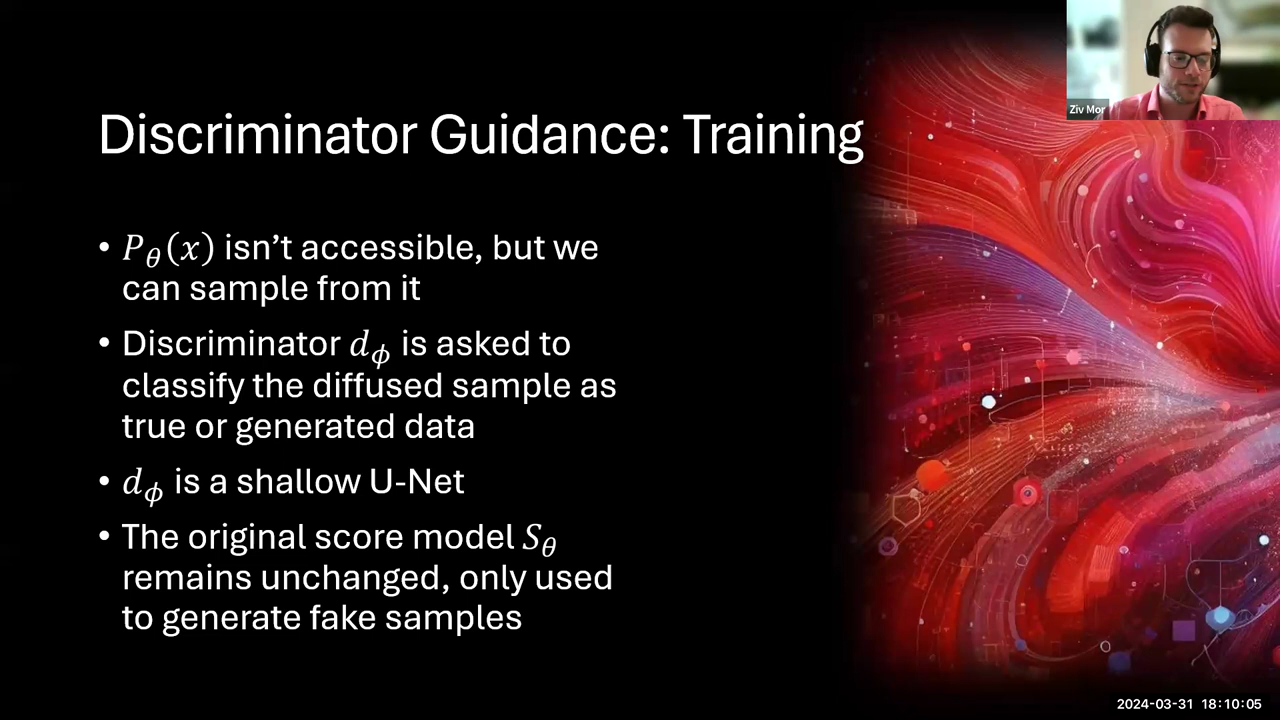 Ziv Mor
Discriminator Guidance: Training
• 𝑃𝜃(𝑥) isn’t accessible, but we
can sample from it
• Discriminator 𝑑𝜙 is asked to
classify the diffused sample as
true or generated data
• 𝑑𝜙 is a shallow U-Net
• The original score model 𝑆𝜃
remains unchanged, only used
to generate fake samples
2024-03-31 18:10:05